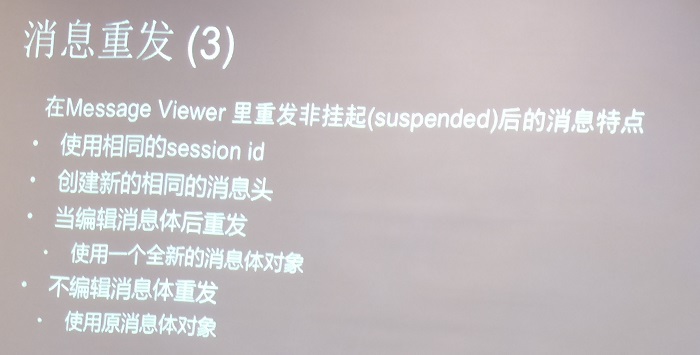 消息重发 (3)
在Message Viewer 里重发非挂起(suspended)后的消息特点
• 使用相同的session id
• 创建新的相同的消息头
• 当编辑消息体后重发
• 使用一个全新的消息体对象
• 不编辑消息体重发
• 使用原消息体对象